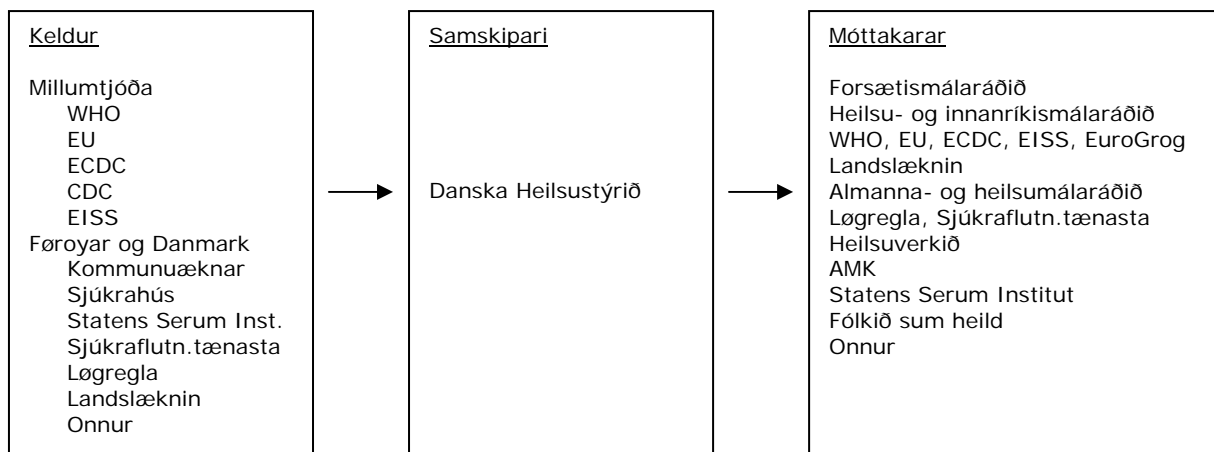 Keldur
Millumtjóða
WHO
EU
ECDC
CDC
EISS
Føroyar og Danmark
Kommunuæknar
Sjúkrahús
Statens Serum Inst.
Sjúkraflutn.tænasta
Løgregla
Landslæknin
Onnur
Samskipari
Danska Heilsustýrið
Móttakarar
Forsætismálaráðið
Heilsu- og innanríkismálaráðið
WHO, EU, ECDC, EISS, EuroGrog
Landslæknin
Almanna- og heilsumálaráðið
Løgregla, Sjúkraflutn.tænasta
Heilsuverkið
AMK
Statens Serum Institut
Fólkið sum heild
Onnur